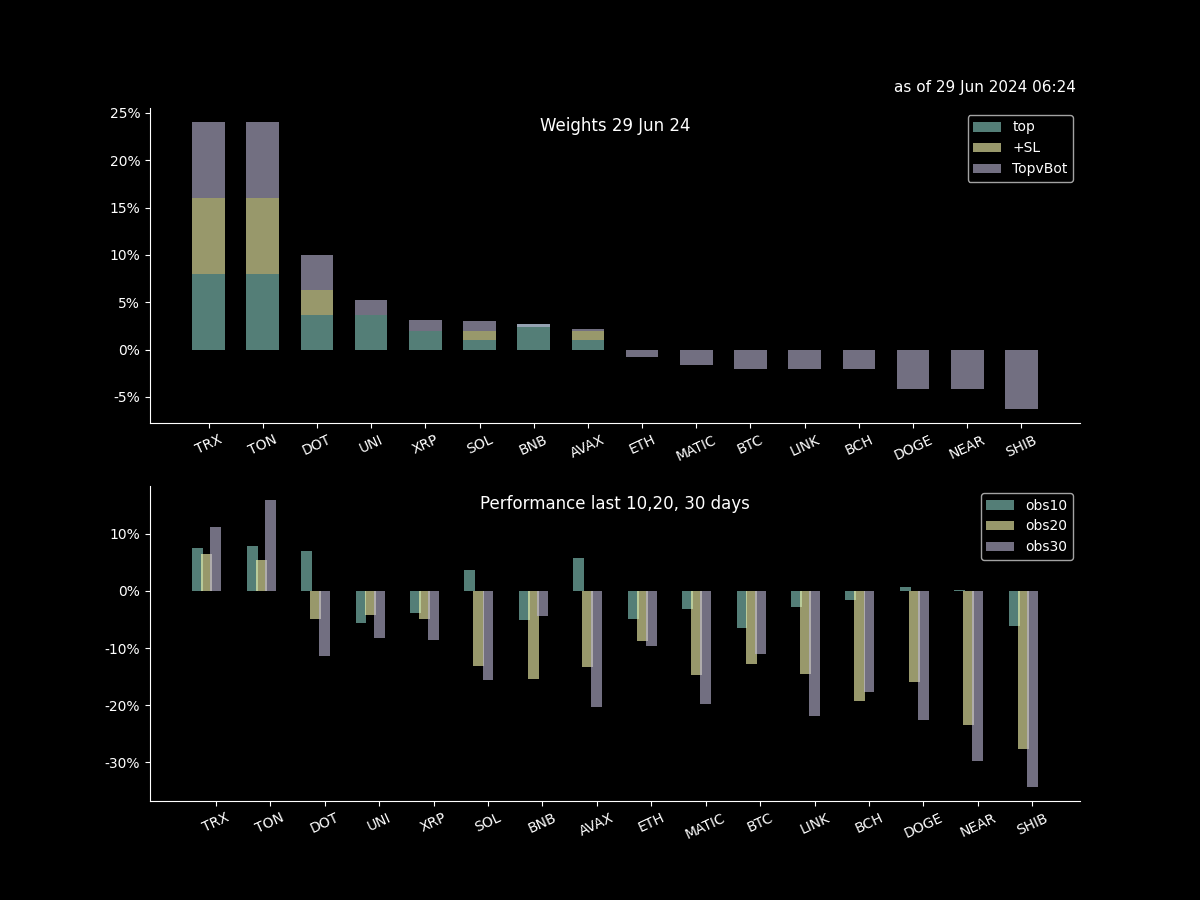 as of 29 Jun 2024 06:24
Weights 29 Jun 24
top
+SL
TopvBot
25%
20%
15%
10%
5%
0%
-5%
TRX TON DOT UNI XRP SOL BNB AVAX ETH MATIC BTC LINK BCH DOGE NEAR SHIB
Performance last 10,20, 30 days
obs10
obs20
obs30
10%
0%
-10%
-20%
-30%
TRX TON DOT UNI XRP SOL BNB AVAX ETH MATIC BTC LINK BCH DOGE NEAR SHIB